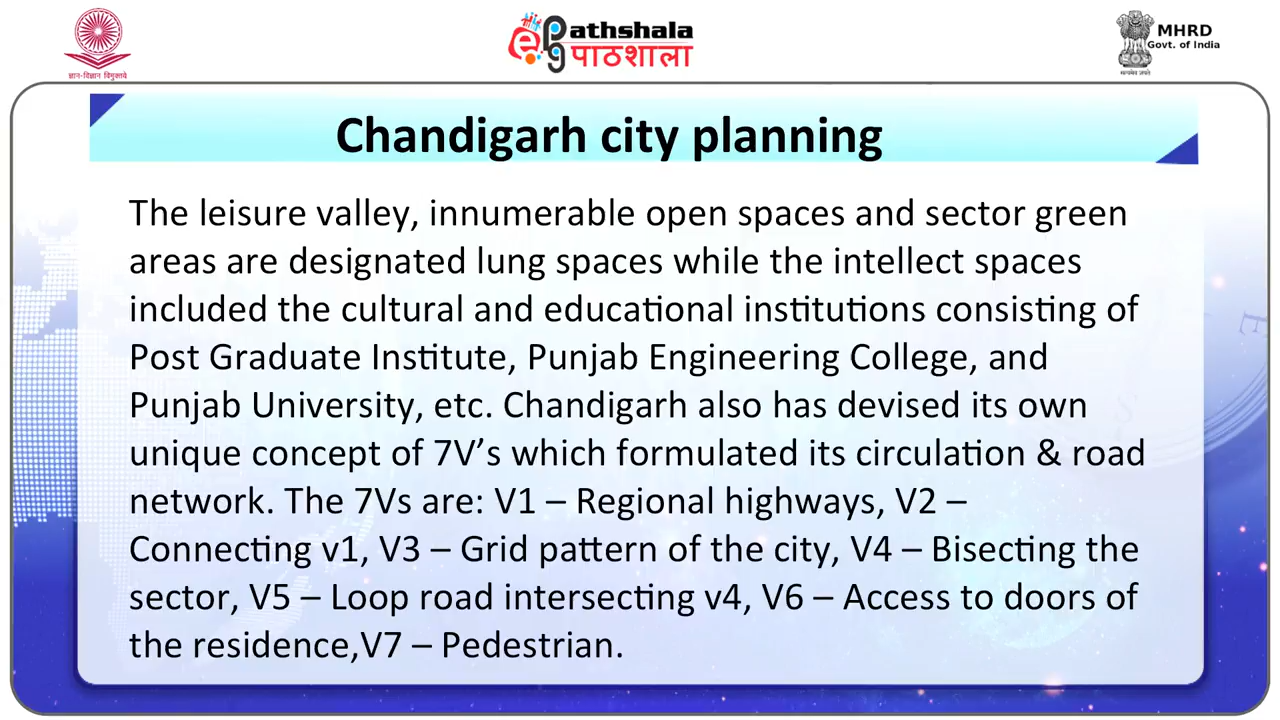 ज्ञान-विज्ञान विमुक्तये
Pathshala
पाठशाला
MHRD
Govt. of India
सत्यमेव जयते
Chandigarh city planning
The leisure valley, innumerable open spaces and sector green
areas are designated lung spaces while the intellect spaces
included the cultural and educational institutions consisting of
Post Graduate Institute, Punjab Engineering College, and
Punjab University, etc. Chandigarh also has devised its own
unique concept of 7V’s which formulated its circulation & road
network. The 7Vs are: V1 – Regional highways, V2 –
Connecting v1, V3 – Grid pattern of the city, V4 – Bisecting the
sector, V5 – Loop road intersecting v4, V6 – Access to doors of
the residence,V7 – Pedestrian.